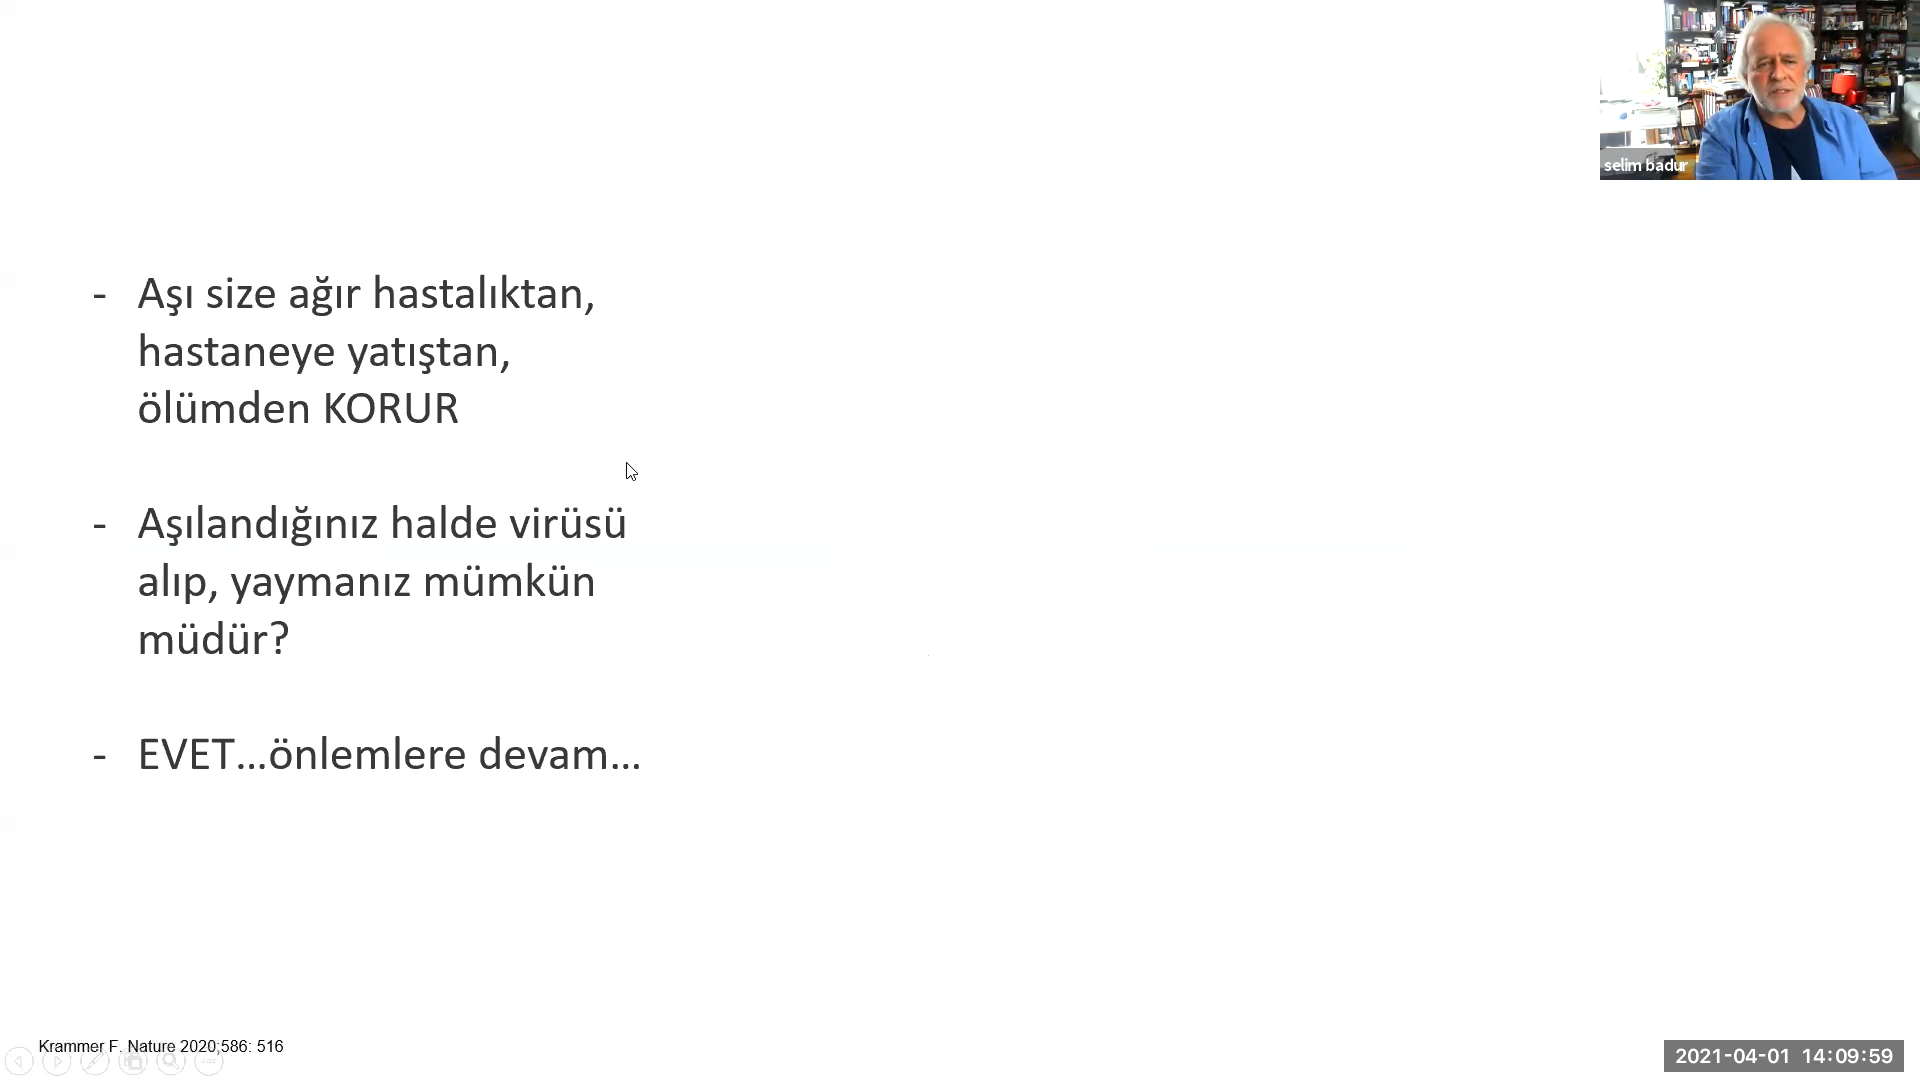 selim badur
- Aşı size ağır hastalıktan,
hastaneye yatıştan,
ölümden KORUR
- Aşılandığınız halde virüsü
alıp, yaymanız mümkün
müdür?
- EVET...önlemlere devam...
Krammer F. Nature 2020;586: 516
2021-04-01 14:09:59